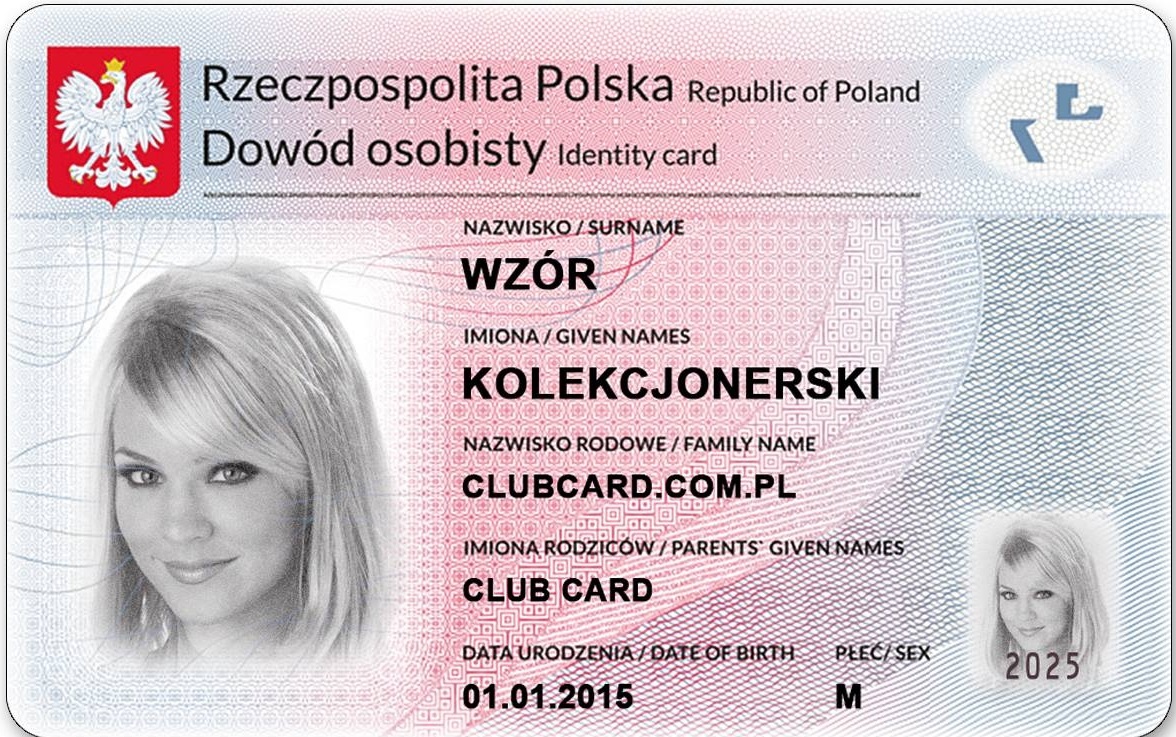 Rzeczpospolita Polska Republic of Poland
Dowód osobisty Identity card
NAZWISKO / SURNAME
WZÓR
IMIONA / GIVEN NAMES
KOLEKCJONERSKI
NAZWISKO RODOWE / FAMILY NAME
CLUBCARD.COM.PL
IMIONA RODZICÓW / PARENTS` GIVEN NAMES
CLUB CARD
DATA URODZENIA / DATE OF BIRTH PŁEĆ/ SEX
01.01.2015 M
2025